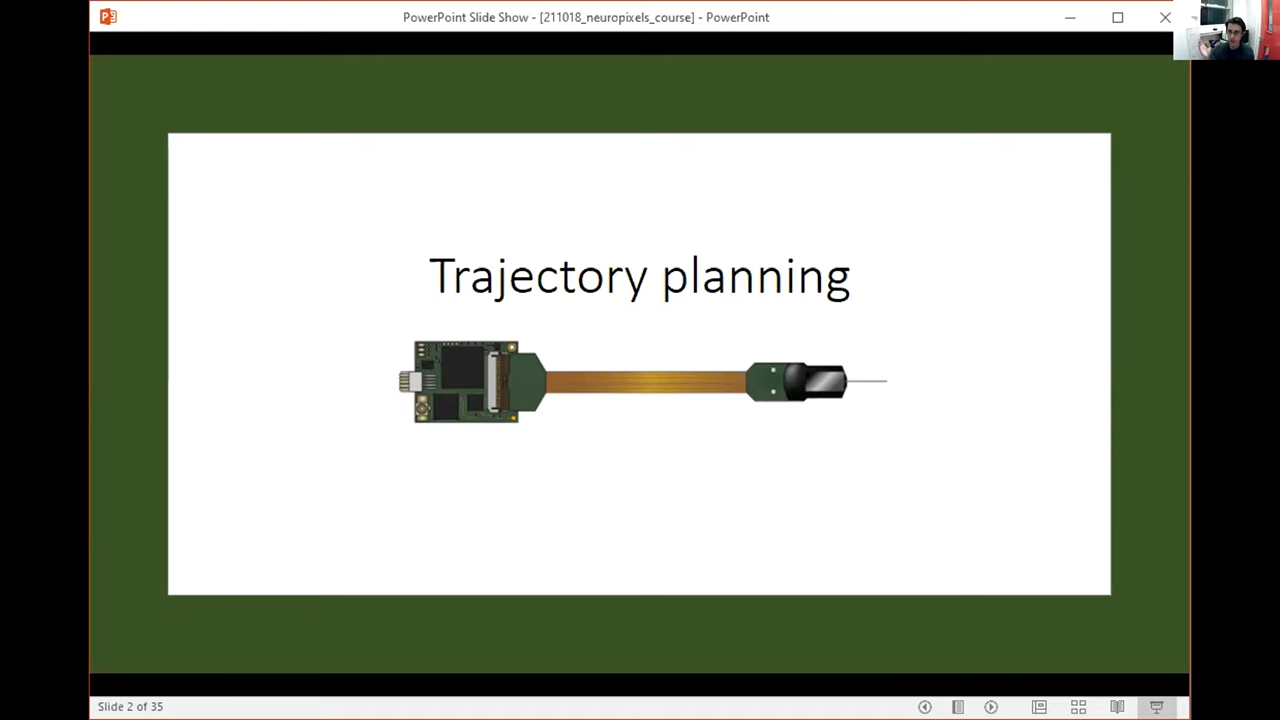 PowerPoint Slide Show - [211018_neuropixels_course] - PowerPoint
Trajectory planning
Slide 2 of 35